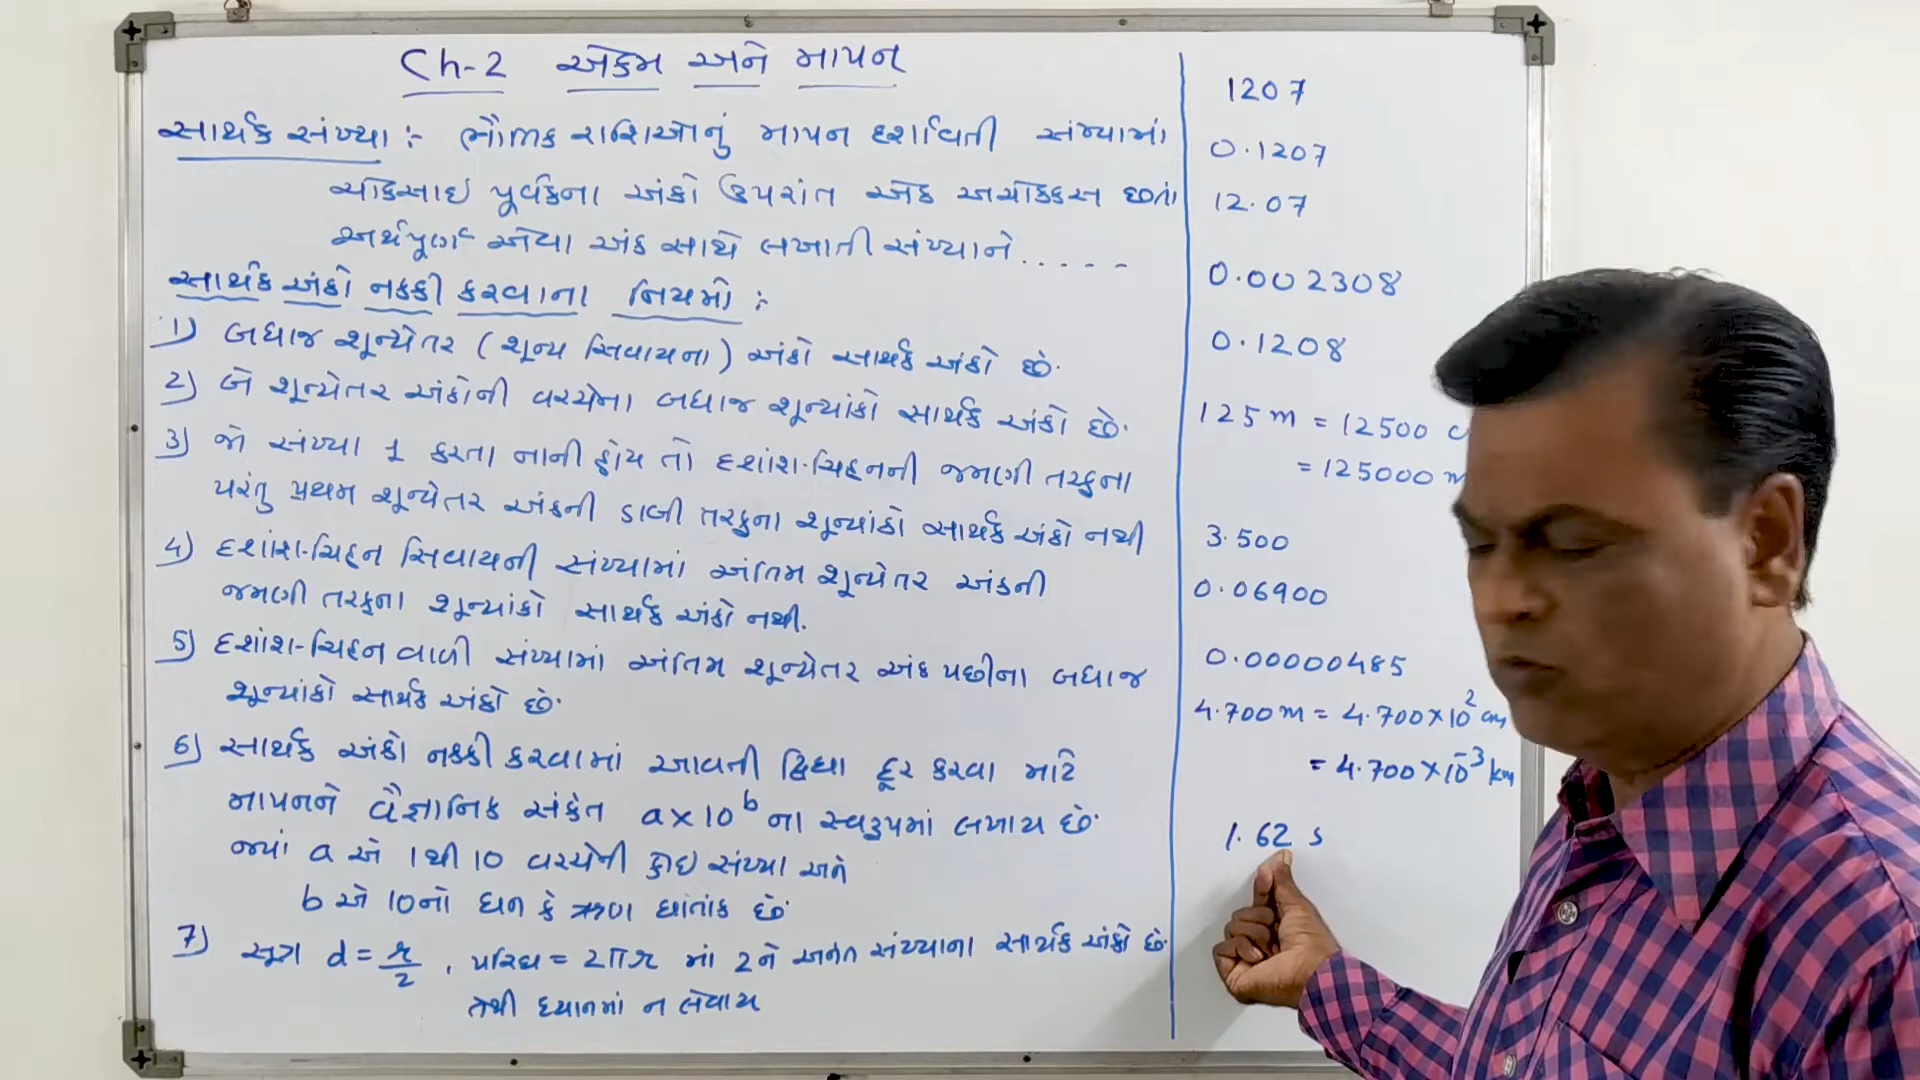 Ch-2 એકમ અને માપન
સાર્થક સંખ્યા :- ભૌતિક રાશિઓનું માપન દર્શાવતી સંખ્યામાં
ચોક્સાઈ પૂર્વકના અંકો ઉપરાંત એક અચોક્કસ છતાં
અર્થપૂર્ણ એવા અંક સાથે લખાતી સંખ્યાને.....
સાર્થક અંકો નક્કી કરવાના નિયમો :
1) બધાજ શૂન્યેતર (શૂન્ય સિવાયના) અંકો સાર્થક અંકો છે.
2) બે શૂન્યેતર અંકોની વચ્ચેના બધાજ શૂન્યાંકો સાર્થક અંકો છે.
3) જો સંખ્યા 1 કરતા નાની હોય તો દશાંશ-ચિહ્નની જમણી તરફના
પરંતુ પ્રથમ શૂન્યેતર અંકની ડાબી તરફના શૂન્યાંકો સાર્થક અંકો નથી
4) દશાંશ-ચિહ્ન સિવાયની સંખ્યામાં અંતિમ શૂન્યેતર અંકની
જમણી તરફના શૂન્યાંકો સાર્થક અંકો નથી.
5) દશાંશ-ચિહ્ન વાળી સંખ્યામાં અંતિમ શૂન્યેતર અંક પછીના બધાજ
શૂન્યાંકો સાર્થક અંકો છે.
6) સાર્થક અંકો નક્કી કરવામાં આવતી દ્વિધા દૂર કરવા માટે
માપનને વૈજ્ઞાનિક સંકેત a×10^b ના સ્વરૂપમાં લખાય છે.
જ્યાં a એ 1થી 10 વચ્ચેની કોઈ સંખ્યા અને
b એ 10નો ધન કે ઋણ ઘાતાંક છે.
7) સૂત્ર d = r/2 , પરિઘ = 2πr માં 2ને અનંત સંખ્યાના સાર્થક અંકો છે.
તેથી ધ્યાનમાં ન લેવાય
1207
0.1207
12.07
0.002308
0.1208
125 m = 12500 c
= 125000 m
3.500
0.06900
0.00000485
4.700 m = 4.700×10² cm
= 4.700×10⁻³ km
1.62 s